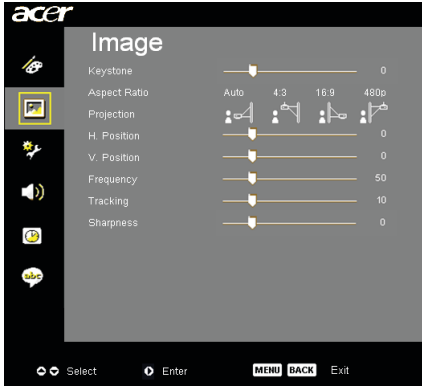 acer
Image
Keystone 0
Aspect Ratio Auto 4:3 16:9 480p
Projection
H. Position 0
V. Position 0
Frequency 50
Tracking 10
Sharpness 0
abc
Select Enter MENU BACK Exit